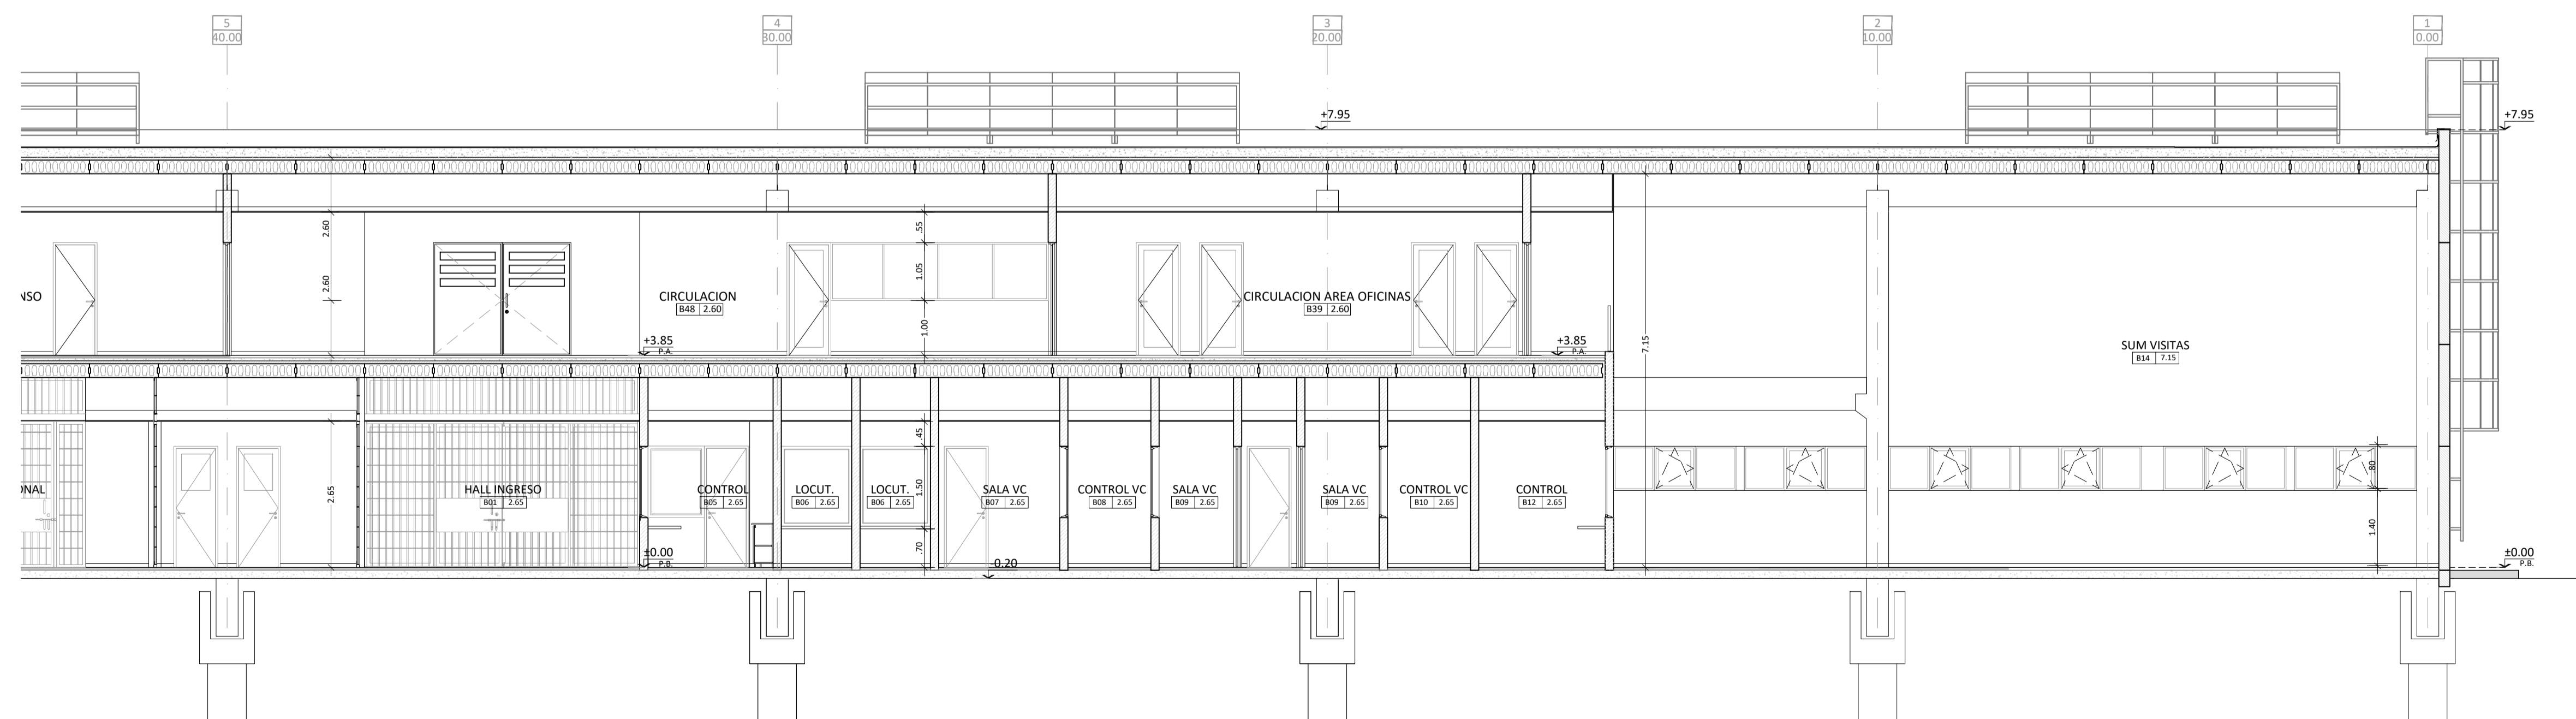 5
40.00
4
30.00
3
20.00
2
10.00
1
0.00
+7.95
+7.95
2.60
2.60
.55
1.05
1.00
7.15
NSO
CIRCULACION
B48 2.60
CIRCULACION AREA OFICINAS
B39 2.60
+3.85
P.A.
+3.85
P.A.
SUM VISITAS
B14 7.15
2.65
.45
1.50
.70
.80
1.40
ONAL
HALL INGRESO
B01 2.65
CONTROL
B05 2.65
LOCUT.
B06 2.65
LOCUT.
B06 2.65
SALA VC
B07 2.65
CONTROL VC
B08 2.65
SALA VC
B09 2.65
SALA VC
B09 2.65
CONTROL VC
B10 2.65
CONTROL
B12 2.65
±0.00
P.B.
-0.20
±0.00
P.B.